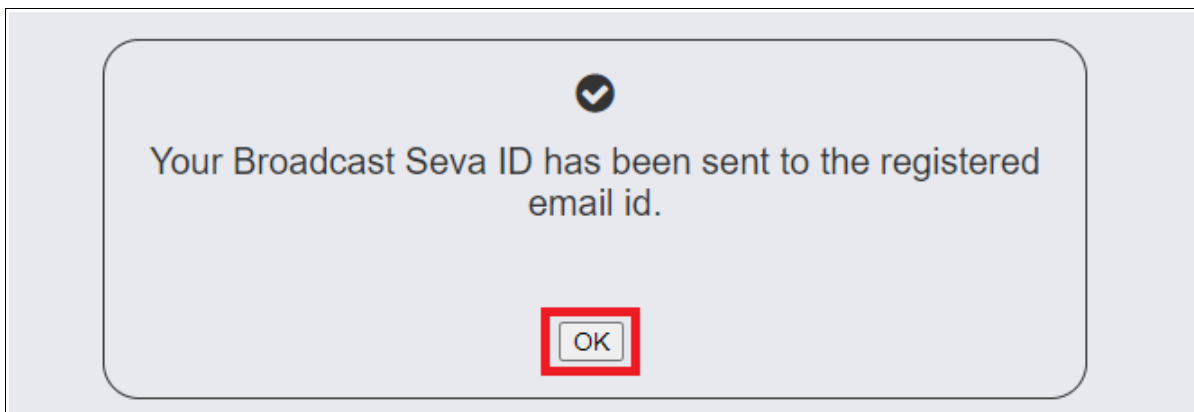 Your Broadcast Seva ID has been sent to the registered
email id.
OK